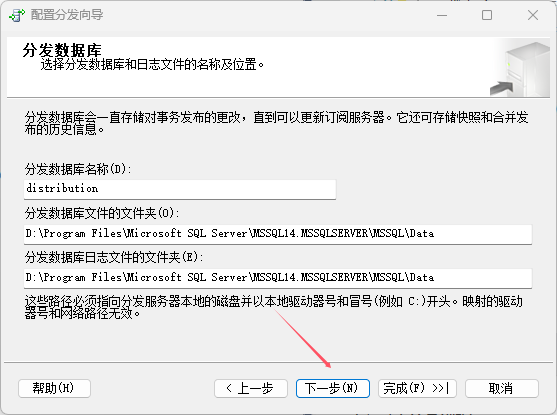 配置分发向导
分发数据库
选择分发数据库和日志文件的名称及位置。
分发数据库会一直存储对事务发布的更改，直到可以更新订阅服务器。它还可存储快照和合并发
布的历史信息。
分发数据库名称(D):
distribution
分发数据库文件的文件夹(O):
D:\Program Files\Microsoft SQL Server\MSSQL14.MSSQLSERVER\MSSQL\Data
分发数据库日志文件的文件夹(E):
D:\Program Files\Microsoft SQL Server\MSSQL14.MSSQLSERVER\MSSQL\Data
这些路径必须指向分发服务器本地的磁盘并以本地驱动器号和冒号(例如 C:)开头。映射的驱动
器号和网络路径无效。
帮助(H)
< 上一步
下一步(N)
完成(F) >>|
取消